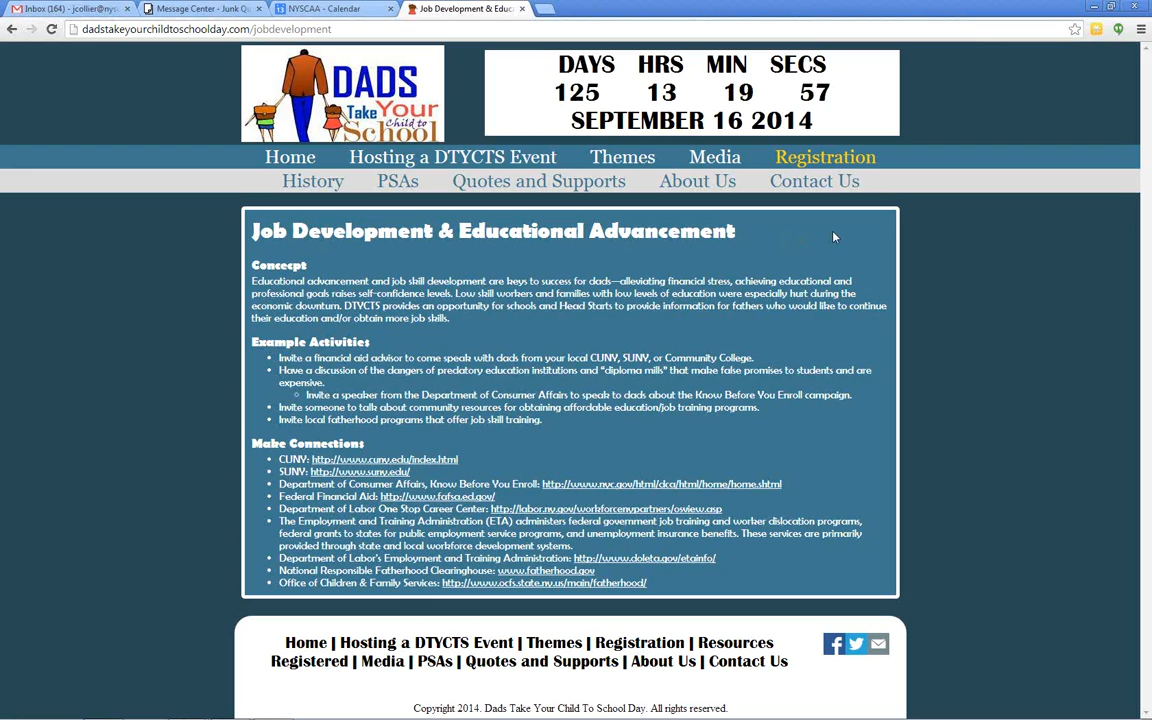 Inbox (164) - jcollier@nys
Message Center - Junk Q
NYSCAA - Calendar
Job Development & Educa
dadstakeyourchildtoschoolday.com/jobdevelopment
DADS
Take Your
Child to
School
DAYS HRS MIN SECS
125 13 19 57
SEPTEMBER 16 2014
Home Hosting a DTYCTS Event Themes Media Registration
History PSAs Quotes and Supports About Us Contact Us
Job Development & Educational Advancement
Concecpt
Educational advancement and job skill development are keys to success for dads—alleviating financial stress, achieving educational and
professional goals raises self-confidence levels. Low skill workers and families with low levels of education were especially hurt during the
economic downturn. DTYCTS provides an opportunity for schools and Head Starts to provide information for fathers who would like to continue
their education and/or obtain more job skills.
Example Activities
• Invite a financial aid advisor to come speak with dads from your local CUNY, SUNY, or Community College.
• Have a discussion of the dangers of predatory education institutions and "diploma mills" that make false promises to students and are
expensive.
◦ Invite a speaker from the Department of Consumer Affairs to speak to dads about the Know Before You Enroll campaign.
• Invite someone to talk about community resources for obtaining affordable education/job training programs.
• Invite local fatherhood programs that offer job skill training.
Make Connections
• CUNY: http://www.cuny.edu/index.html
• SUNY: http://www.suny.edu/
• Department of Consumer Affairs, Know Before You Enroll: http://www.nyc.gov/html/dca/html/home/home.shtml
• Federal Financial Aid: http://www.fafsa.ed.gov/
• Department of Labor One Stop Career Center: http://labor.ny.gov/workforcenypartners/osview.asp
• The Employment and Training Administration (ETA) administers federal government job training and worker dislocation programs,
federal grants to states for public employment service programs, and unemployment insurance benefits. These services are primarily
provided through state and local workforce development systems.
• Department of Labor's Employment and Training Administration: http://www.doleta.gov/etainfo/
• National Responsible Fatherhood Clearinghouse: www.fatherhood.gov
• Office of Children & Family Services: http://www.ocfs.state.ny.us/main/fatherhood/
Home | Hosting a DTYCTS Event | Themes | Registration | Resources
Registered | Media | PSAs | Quotes and Supports | About Us | Contact Us
Copyright 2014. Dads Take Your Child To School Day. All rights reserved.